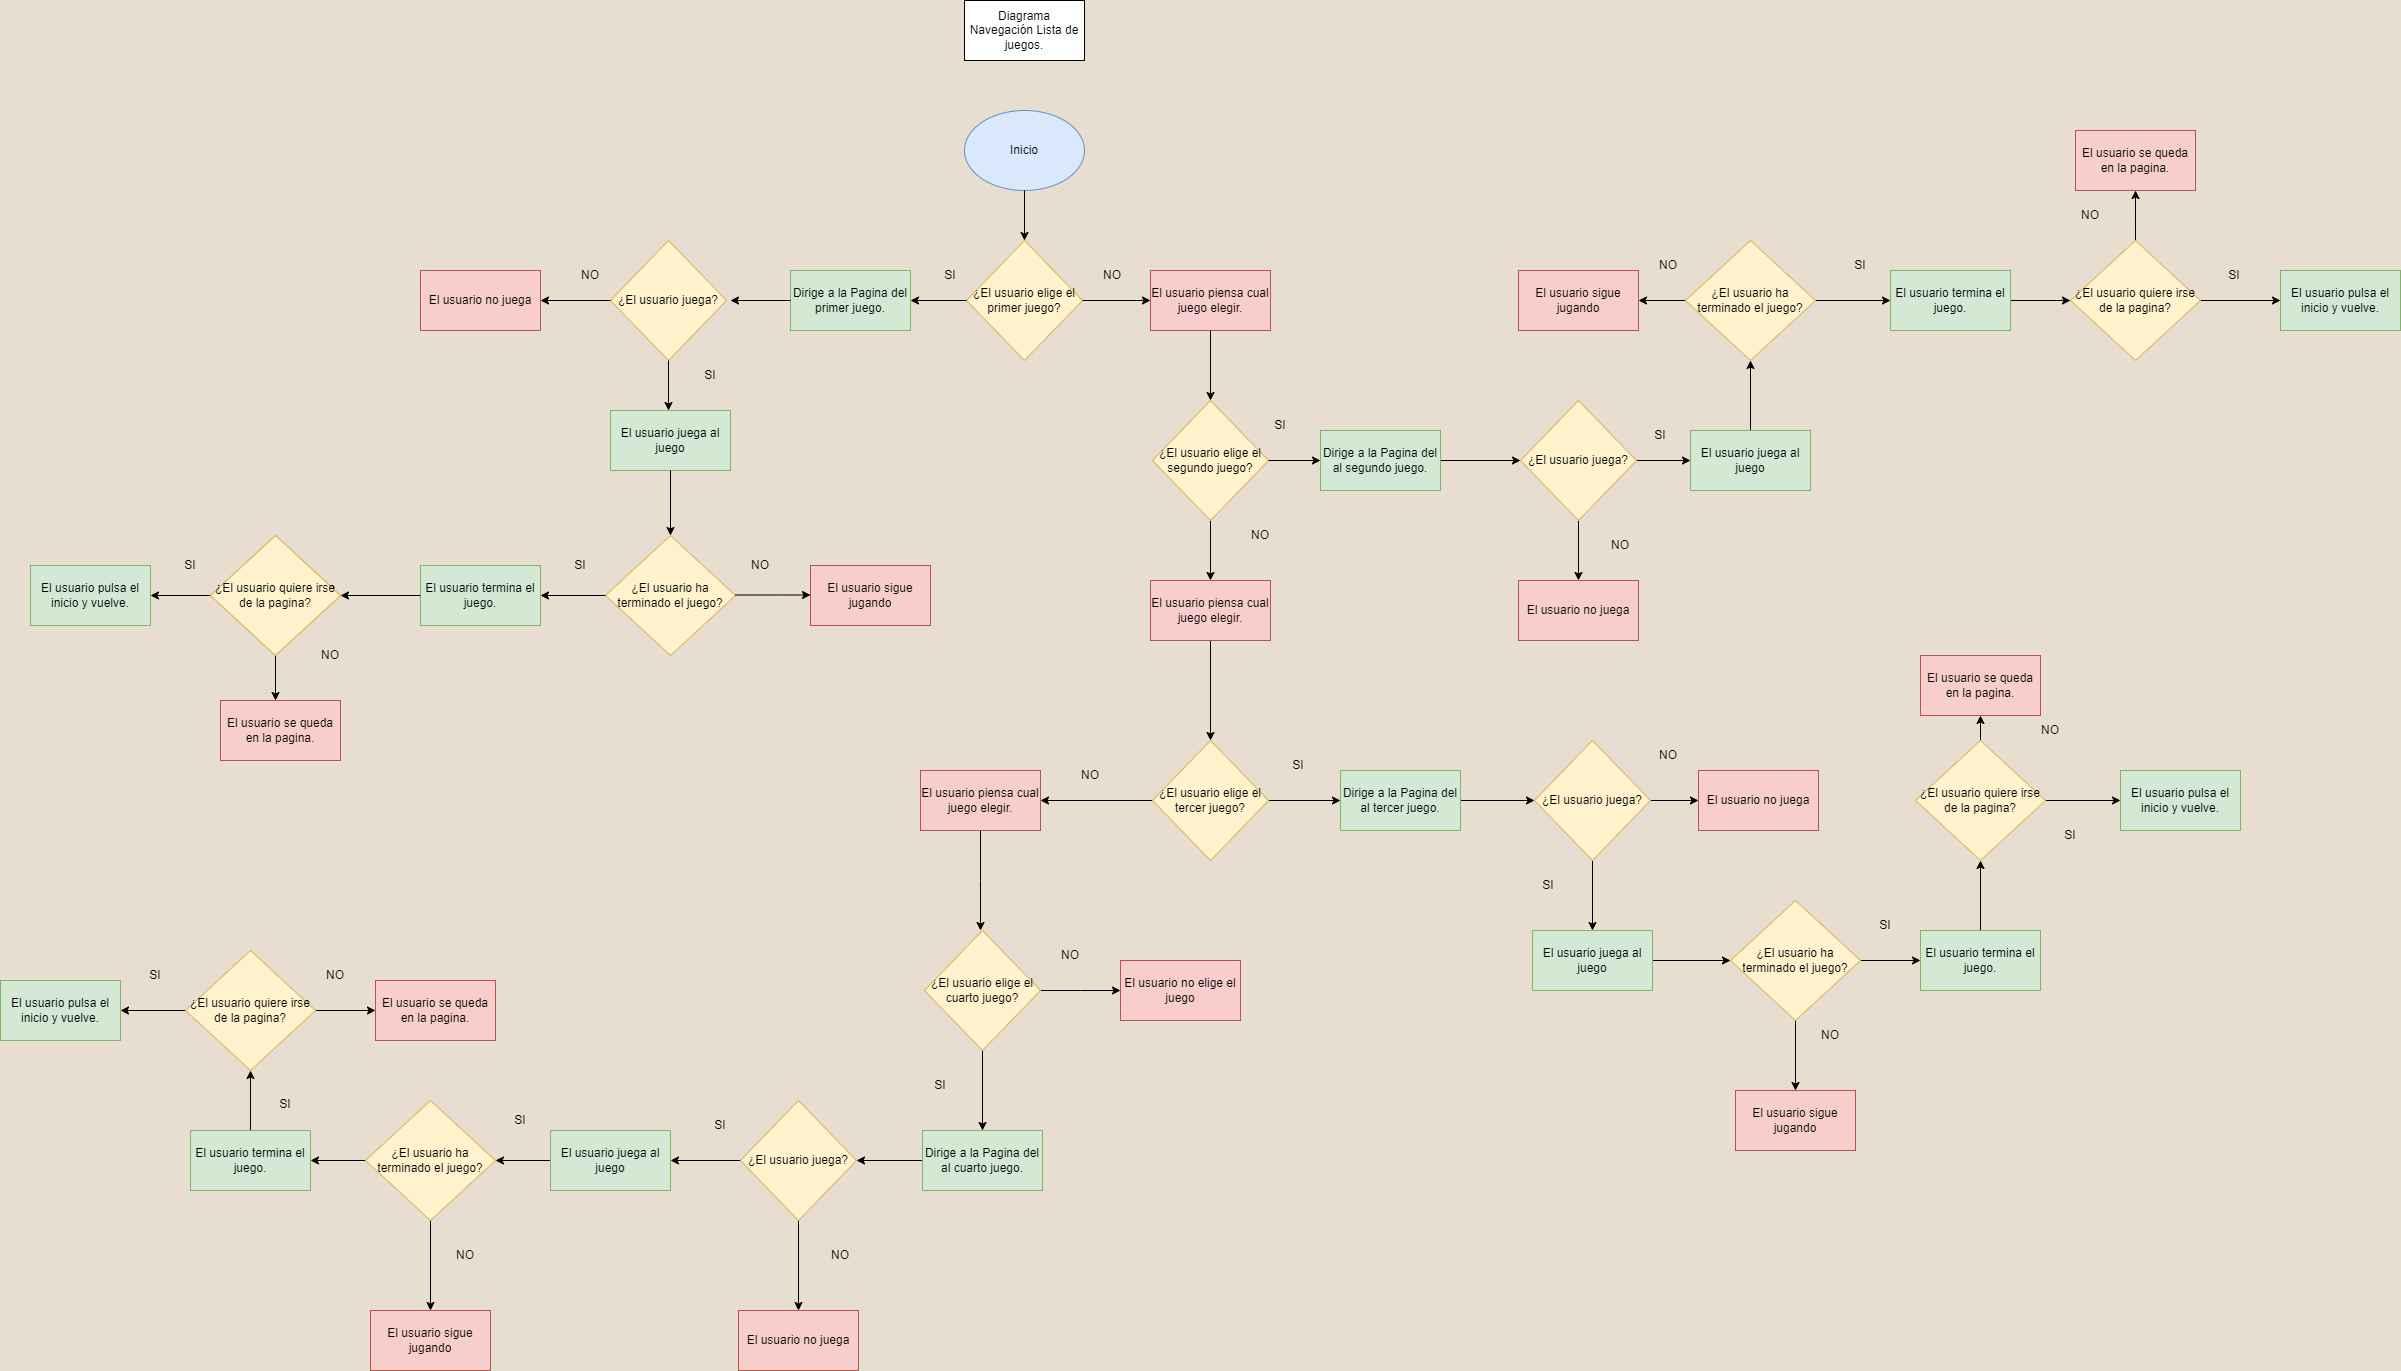 Diagrama
Navegación Lista de
juegos.
Inicio
El usuario se queda
en la pagina.
NO
El usuario no juega
NO
¿El usuario juega?
Dirige a la Pagina del
primer juego.
SI
¿El usuario elige el
primer juego?
NO
El usuario piensa cual
juego elegir.
El usuario sigue
jugando
NO
¿El usuario ha
terminado el juego?
SI
El usuario termina el
juego.
¿El usuario quiere irse
de la pagina?
SI
El usuario pulsa el
inicio y vuelve.
SI
El usuario juega al
juego
¿El usuario elige el
segundo juego?
SI
Dirige a la Pagina del
al segundo juego.
¿El usuario juega?
SI
El usuario juega al
juego
NO
NO
El usuario pulsa el
inicio y vuelve.
SI
¿El usuario quiere irse
de la pagina?
El usuario termina el
juego.
SI
¿El usuario ha
terminado el juego?
NO
El usuario sigue
jugando
El usuario piensa cual
juego elegir.
El usuario no juega
NO
El usuario se queda
en la pagina.
El usuario se queda
en la pagina.
NO
El usuario piensa cual
juego elegir.
NO
¿El usuario elige el
tercer juego?
SI
Dirige a la Pagina del
al tercer juego.
¿El usuario juega?
NO
El usuario no juega
¿El usuario quiere irse
de la pagina?
SI
El usuario pulsa el
inicio y vuelve.
SI
El usuario juega al
juego
¿El usuario ha
terminado el juego?
SI
El usuario termina el
juego.
NO
El usuario sigue
jugando
¿El usuario elige el
cuarto juego?
NO
El usuario no elige el
juego
SI
El usuario pulsa el
inicio y vuelve.
SI
¿El usuario quiere irse
de la pagina?
NO
El usuario se queda
en la pagina.
SI
El usuario termina el
juego.
¿El usuario ha
terminado el juego?
SI
El usuario juega al
juego
SI
¿El usuario juega?
Dirige a la Pagina del
al cuarto juego.
NO
NO
El usuario sigue
jugando
El usuario no juega